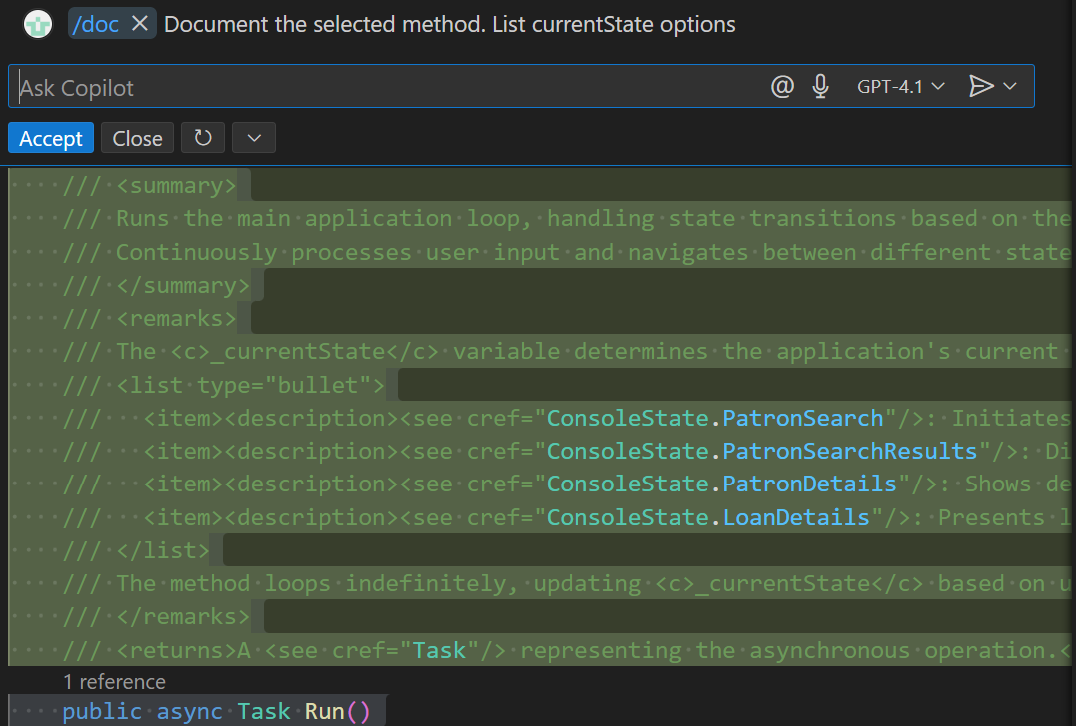 /doc Document the selected method. List currentState options
Ask Copilot @ GPT-4.1
Accept Close
/// <summary>
/// Runs the main application loop, handling state transitions based on the
/// Continuously processes user input and navigates between different state
/// </summary>
/// <remarks>
/// The <c>_currentState</c> variable determines the application's current
/// <list type="bullet">
///   <item><description><see cref="ConsoleState.PatronSearch"/>: Initiates
///   <item><description><see cref="ConsoleState.PatronSearchResults"/>: Di
///   <item><description><see cref="ConsoleState.PatronDetails"/>: Shows de
///   <item><description><see cref="ConsoleState.LoanDetails"/>: Presents l
/// </list>
/// The method loops indefinitely, updating <c>_currentState</c> based on u
/// </remarks>
/// <returns>A <see cref="Task"/> representing the asynchronous operation.<
1 reference
public async Task Run()